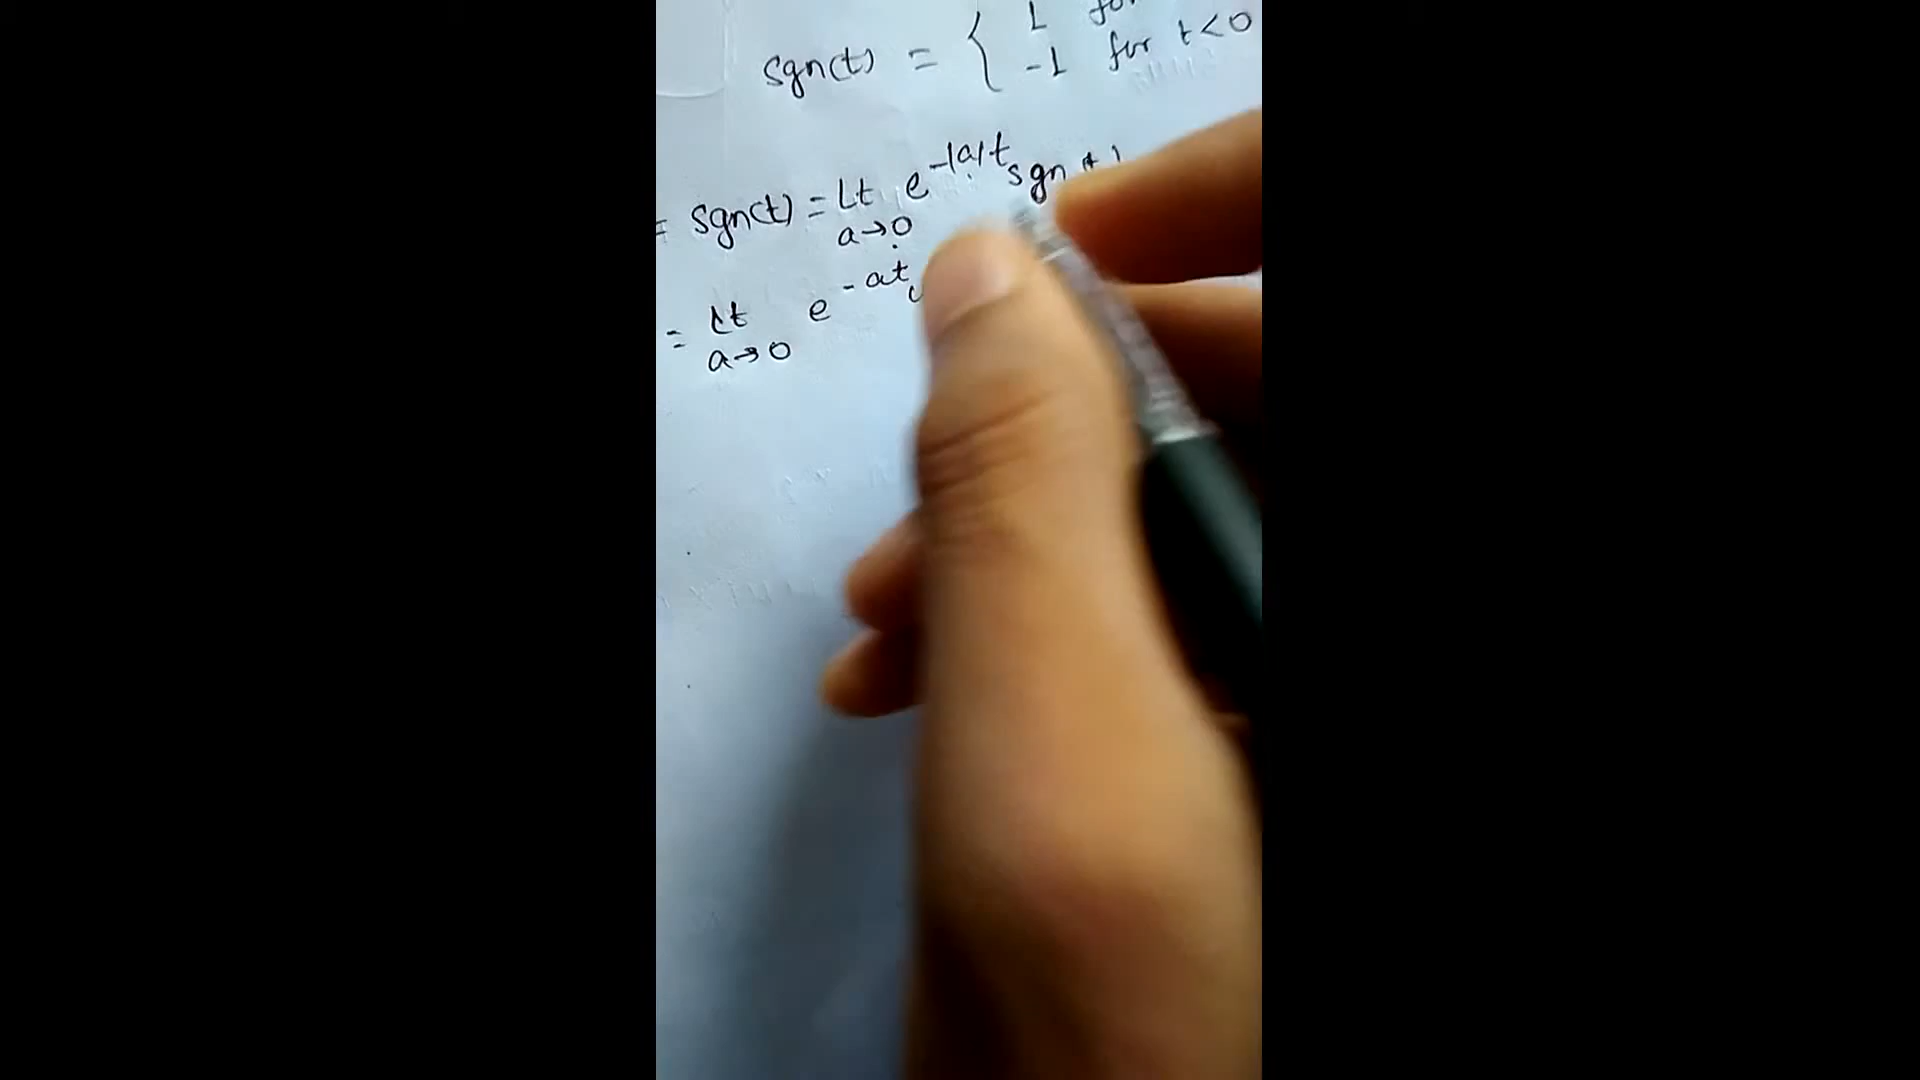 1 for
sgn(t) = { -1 for t<0
= sgn(t) = Lt e^{-|a|t} sgn(t)
a→0
= Lt e^{-at}
a→0